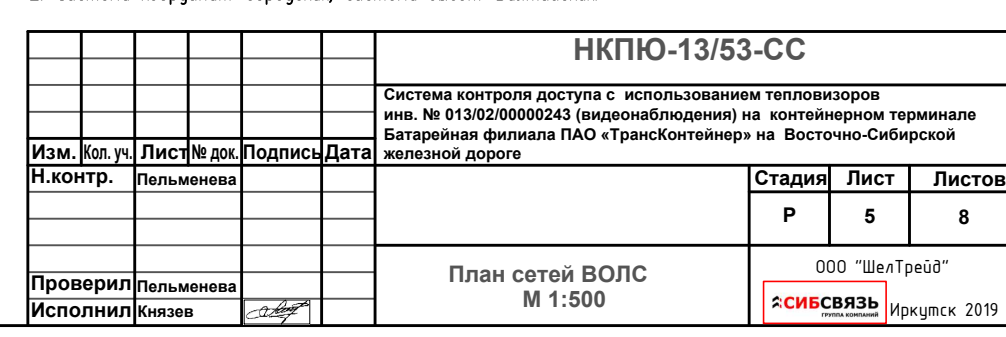 НКПЮ-13/53-СС
Система контроля доступа с использованием тепловизоров
инв. № 013/02/00000243 (видеонаблюдения) на контейнерном терминале
Батарейная филиала ПАО «ТрансКонтейнер» на Восточно-Сибирской
железной дороге
Изм. Кол. уч. Лист № док. Подпись Дата
Н.контр. Пельменева
Стадия Лист Листов
Р 5 8
План сетей ВОЛС
М 1:500
ООО "ШелТрейд"
Проверил Пельменева
Исполнил Князев
СИБСВЯЗЬ
ГРУППА КОМПАНИЙ
Иркутск 2019